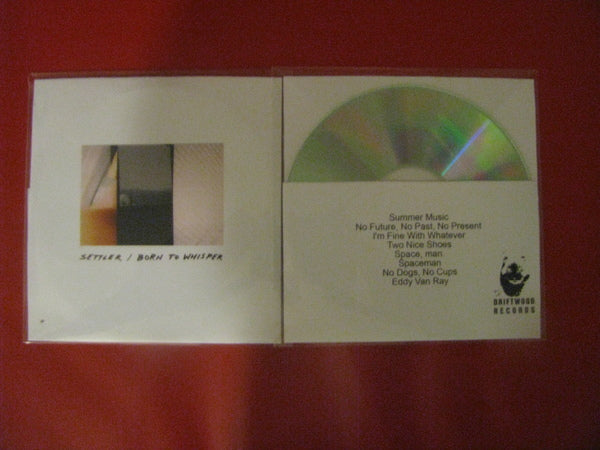 SETTLER / BORN TO WHISPER
Summer Music
No Future, No Past, No Present
I'm Fine With Whatever
Two Nice Shoes
Space, man.
Spaceman
No Dogs, No Cups
Eddy Van Ray
DRIFTWOOD
RECORDS